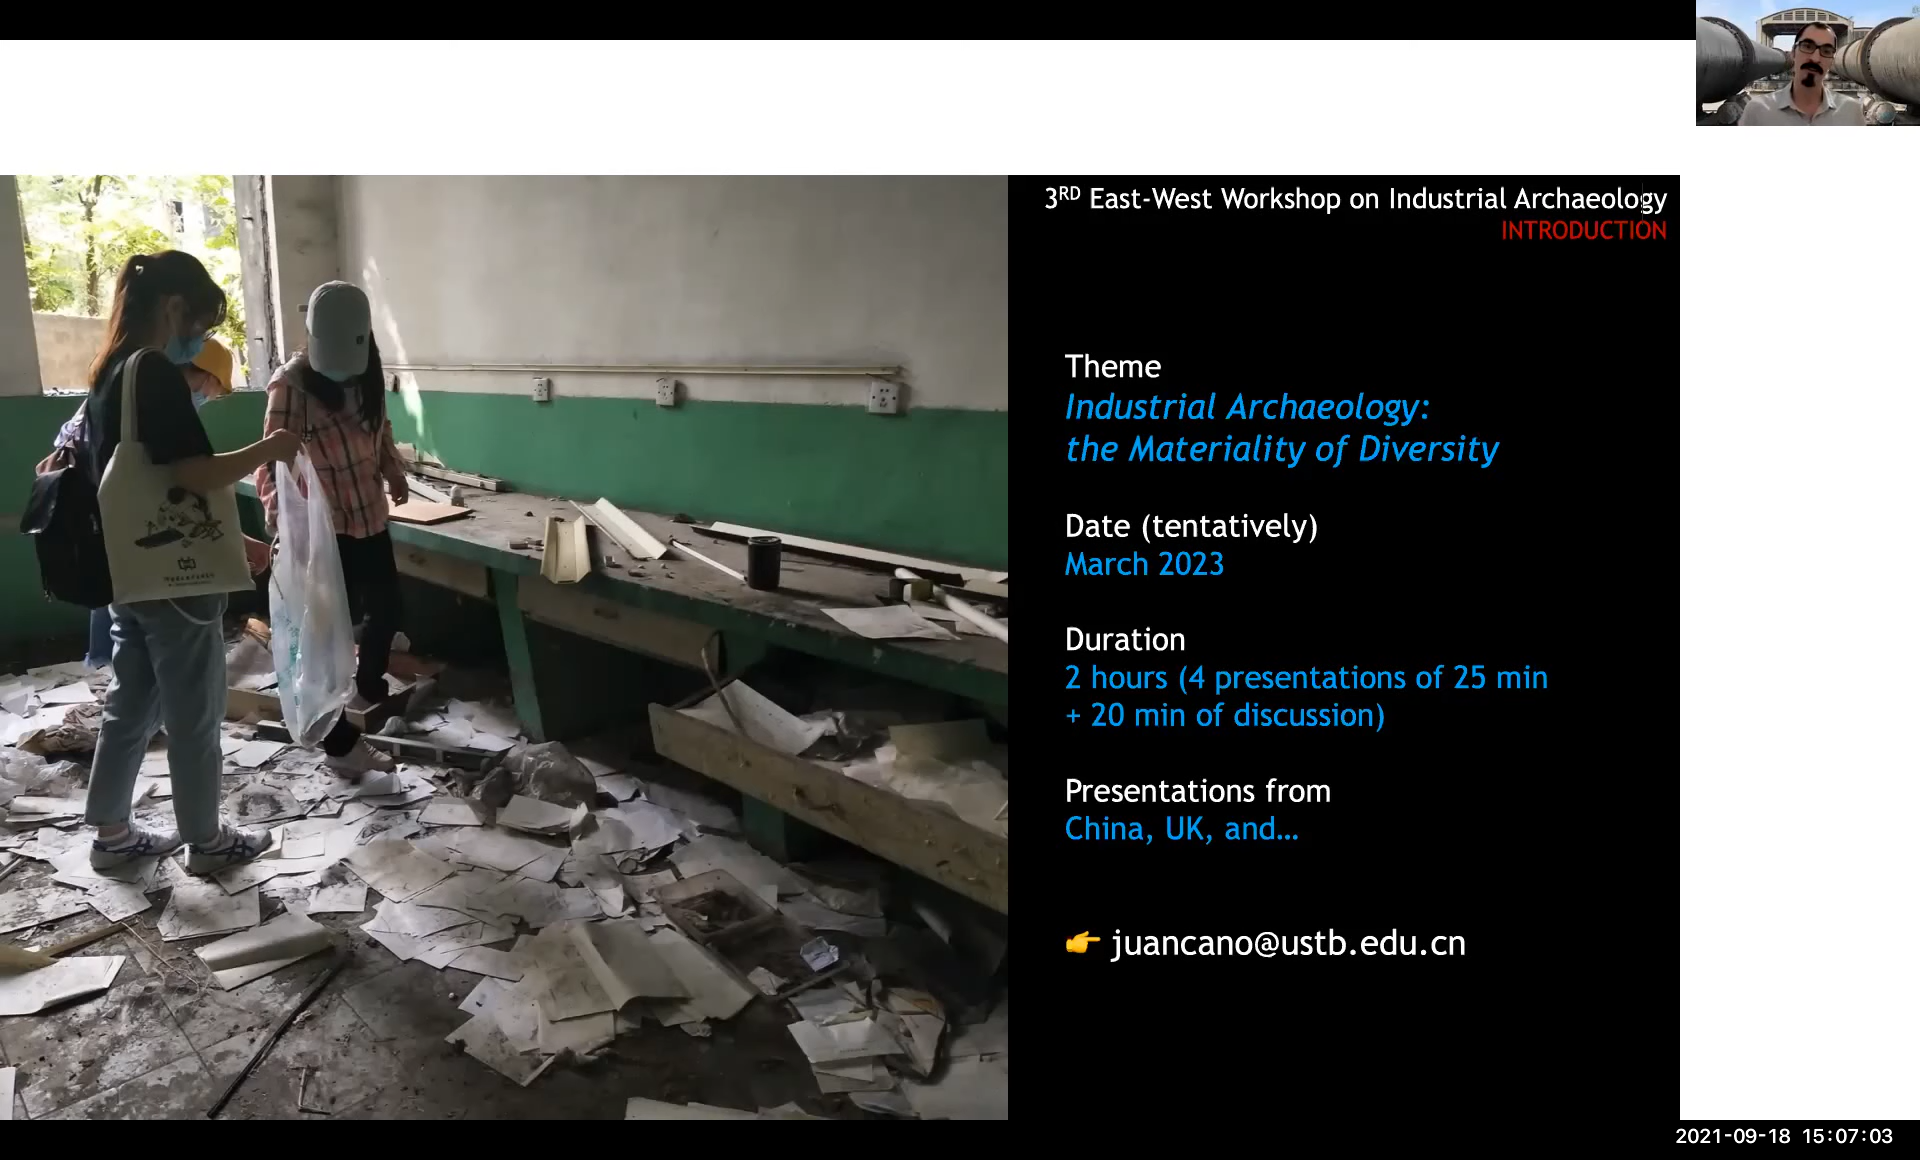 3RD East-West Workshop on Industrial Archaeology
INTRODUCTION
Theme
Industrial Archaeology:
the Materiality of Diversity
Date (tentatively)
March 2023
Duration
2 hours (4 presentations of 25 min
+ 20 min of discussion)
Presentations from
China, UK, and…
👉 juancano@ustb.edu.cn
2021-09-18 15:07:03